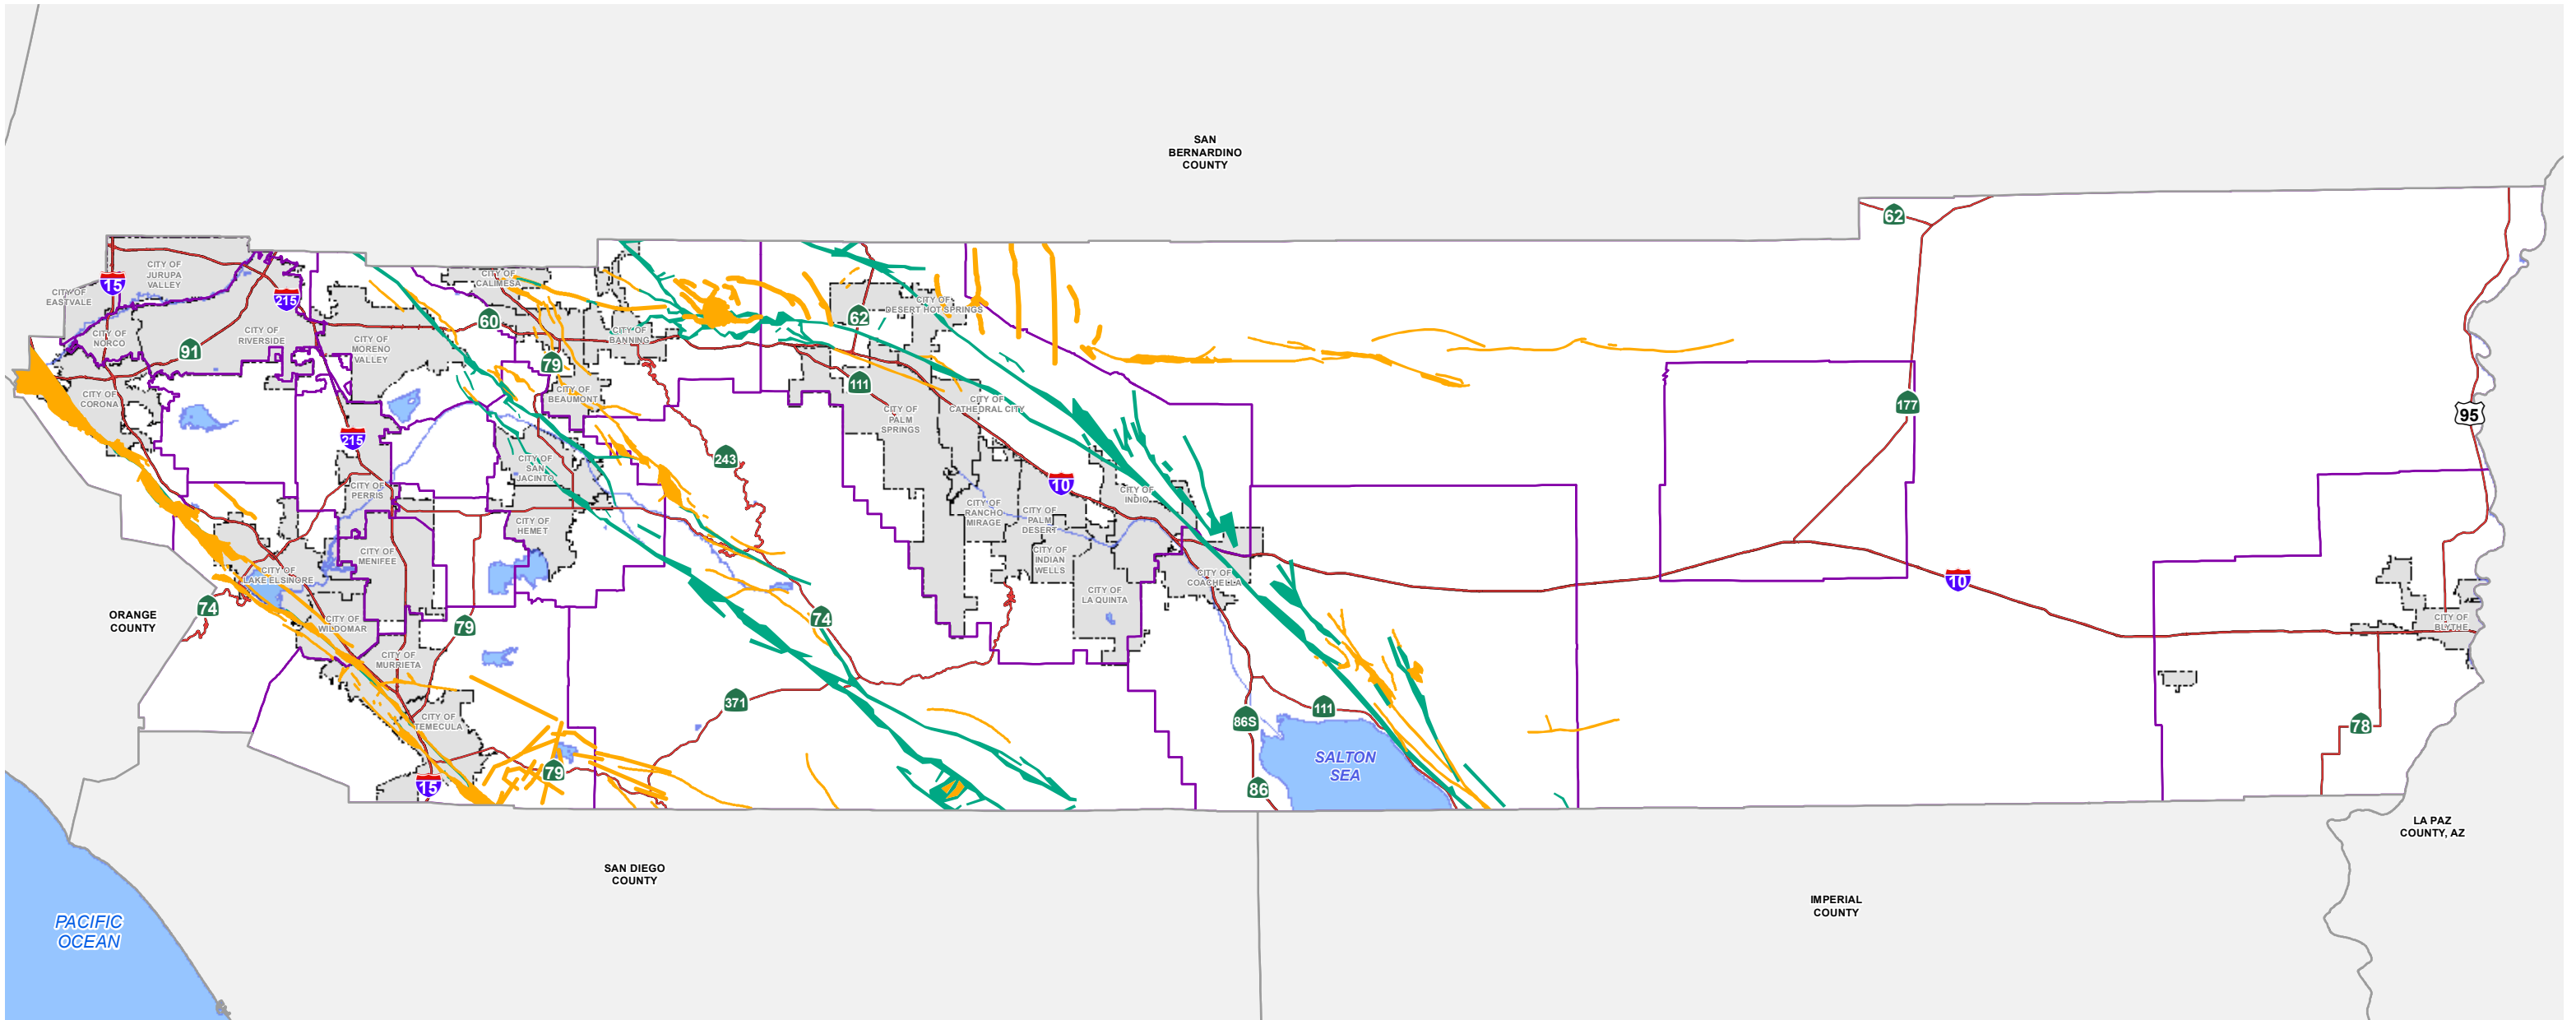 SAN
BERNARDINO
COUNTY
62
CITY OF
JURUPA
VALLEY
CITY OF
EASTVALE
15
215
CITY OF
CALIMESA
CITY OF
DESERT HOT SPRINGS
62
60
CITY OF
NORCO
CITY OF
RIVERSIDE
CITY OF
MORENO
VALLEY
CITY OF
BANNING
91
79
111
CITY OF
CORONA
CITY OF
BEAUMONT
CITY OF
PALM
SPRINGS
CITY OF
CATHEDRAL CITY
177
95
215
243
CITY OF
SAN
JACINTO
10
CITY OF
PERRIS
CITY OF
INDIO
CITY OF
RANCHO
MIRAGE
CITY OF
PALM
DESERT
CITY OF
HEMET
CITY OF
MENIFEE
CITY OF
INDIAN
WELLS
CITY OF
LAKE ELSINORE
CITY OF
COACHELLA
10
CITY OF
LA QUINTA
ORANGE
COUNTY
74
CITY OF
WILDOMAR
79
74
CITY OF
BLYTHE
CITY OF
MURRIETA
371
86S
111
CITY OF
TEMECULA
78
SALTON
SEA
79
15
86
LA PAZ
COUNTY, AZ
SAN DIEGO
COUNTY
IMPERIAL
COUNTY
PACIFIC
OCEAN